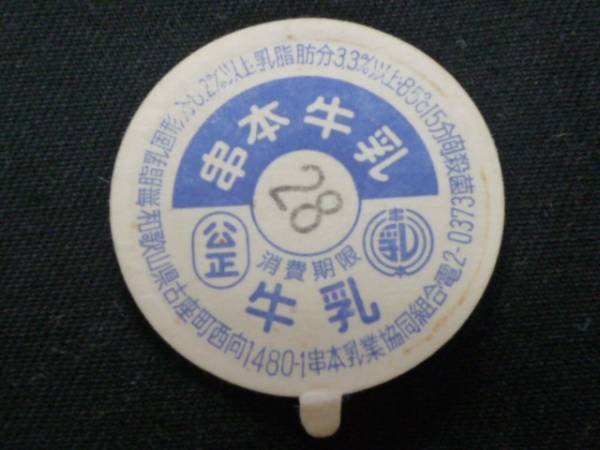 串本牛乳
28
公正
消費期限
牛乳
無脂乳固形分8.2%以上・乳脂肪分3.3%以上・85℃15分間殺菌
和歌山県古座町西向1480-1串本乳業協同組合・電2-0373